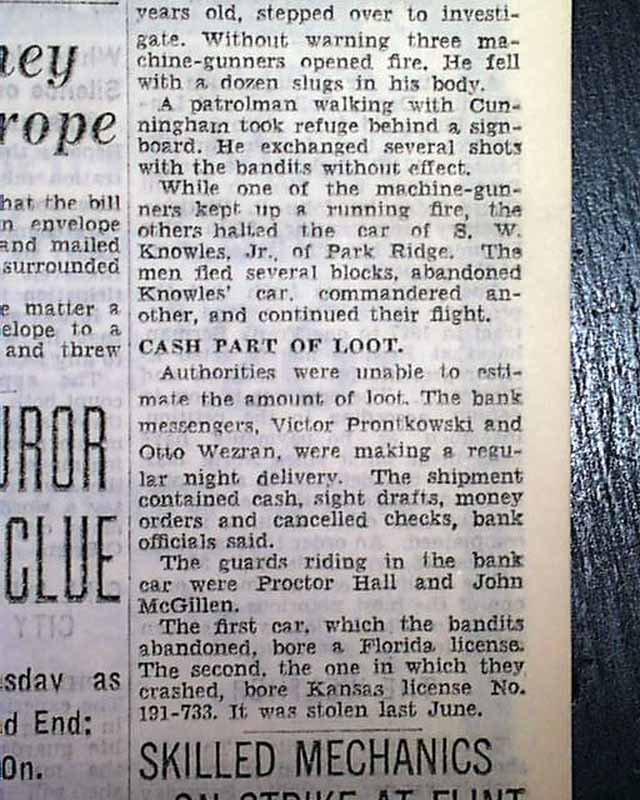 ney
rope
hat the bill
n envelope
and mailed
surrounded
e matter a
elope to a
and threw
UROR
CLUE
sday as
d End:
On.
years old, stepped over to investi-
gate. Without warning three ma-
chine-gunners opened fire. He fell
with a dozen slugs in his body.
A patrolman walking with Cun-
ningham took refuge behind a sign-
board. He exchanged several shots
with the bandits without effect.
While one of the machine-gun-
ners kept up a running fire, the
others halted the car of S. W.
Knowles, Jr., of Park Ridge. The
men fled several blocks, abandoned
Knowles' car, commandered an-
other, and continued their flight.
CASH PART OF LOOT.
Authorities were unable to esti-
mate the amount of loot. The bank
messengers, Victor Prontkowski and
Otto Wezran, were making a regu-
lar night delivery. The shipment
contained cash, sight drafts, money
orders and cancelled checks, bank
officials said.
The guards riding in the bank
car were Proctor Hall and John
McGillen.
The first car, which the bandits
abandoned, bore a Florida license.
The second, the one in which they
crashed, bore Kansas license No.
191-733. It was stolen last June.
SKILLED MECHANICS
ON STRIKE AT FLINT